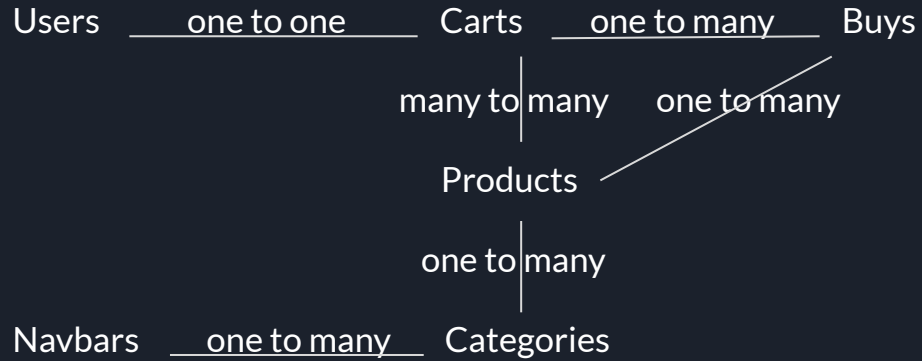 Users one to one Carts one to many Buys
many to many one to many
Products
one to many
Navbars one to many Categories